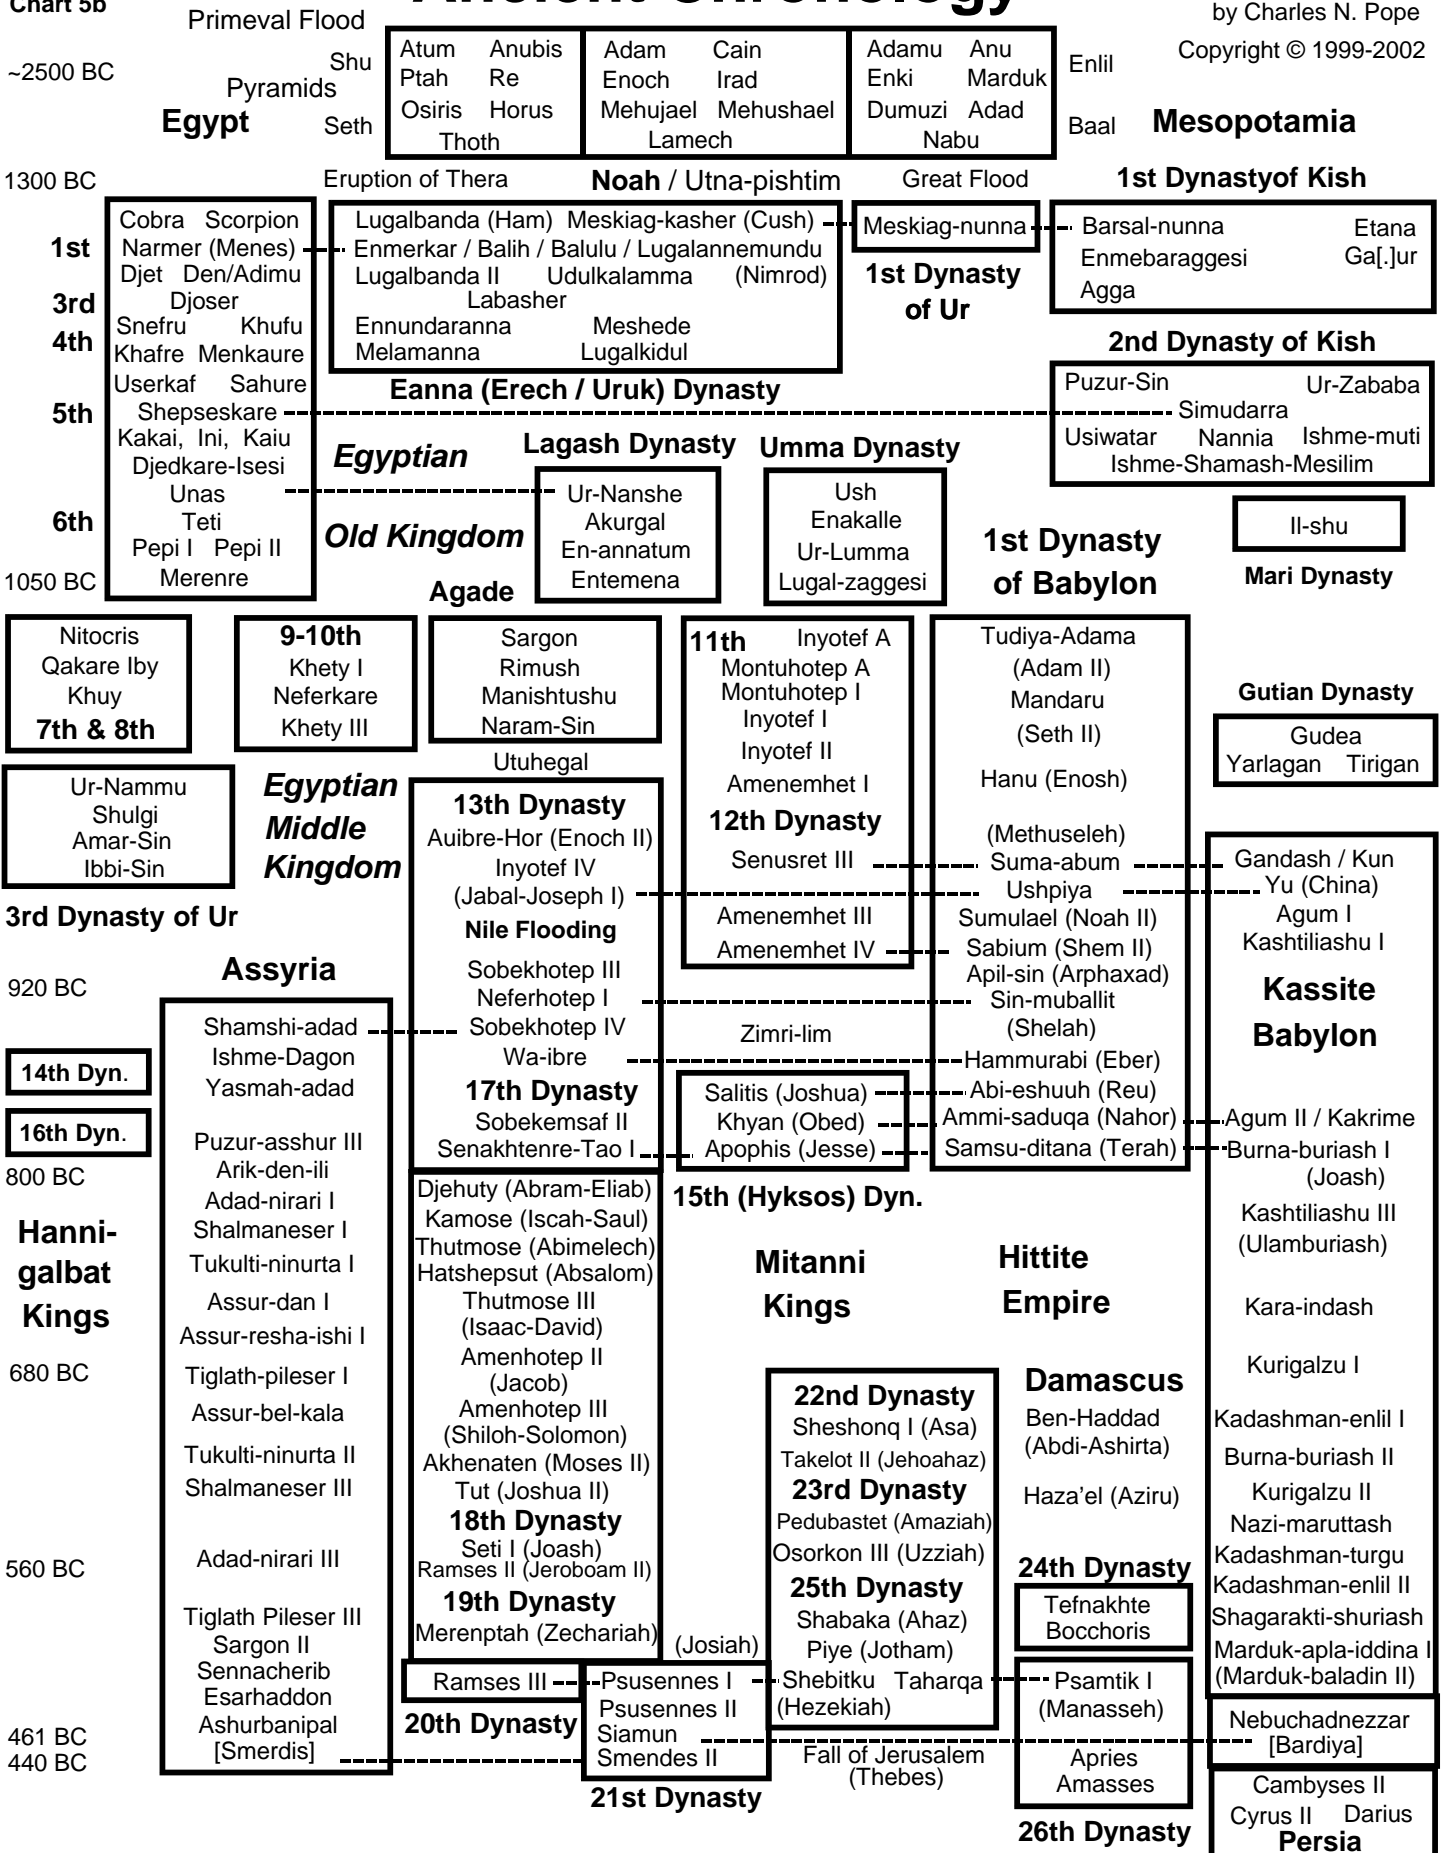 Chart 5b
Ancient Chronology
by Charles N. Pope
Copyright © 1999-2002
Primeval Flood
~2500 BC
Shu
Pyramids
Egypt
Seth
Atum Anubis
Ptah Re
Osiris Horus
Thoth
Adam Cain
Enoch Irad
Mehujael Mehushael
Lamech
Adamu Anu
Enki Marduk
Dumuzi Adad
Nabu
Enlil
Baal
Mesopotamia
1300 BC
Eruption of Thera
Noah / Utna-pishtim
Great Flood
1st Dynastyof Kish
1st
3rd
4th
5th
6th
1050 BC
Cobra Scorpion
Narmer (Menes)
Djet Den/Adimu
Djoser
Snefru Khufu
Khafre Menkaure
Userkaf Sahure
Shepseskare
Kakai, Ini, Kaiu
Djedkare-Isesi
Unas
Teti
Pepi I Pepi II
Merenre
Lugalbanda (Ham) Meskiag-kasher (Cush)
Enmerkar / Balih / Balulu / Lugalannemundu
Lugalbanda II Udulkalamma (Nimrod)
Labasher
Ennundaranna Meshede
Melamanna Lugalkidul
Eanna (Erech / Uruk) Dynasty
Meskiag-nunna
1st Dynasty
of Ur
Barsal-nunna Etana
Enmebaraggesi Ga[.]ur
Agga
2nd Dynasty of Kish
Puzur-Sin Ur-Zababa
Simudarra
Usiwatar Nannia Ishme-muti
Ishme-Shamash-Mesilim
Egyptian
Old Kingdom
Lagash Dynasty
Ur-Nanshe
Akurgal
En-annatum
Entemena
Umma Dynasty
Ush
Enakalle
Ur-Lumma
Lugal-zaggesi
1st Dynasty
of Babylon
Il-shu
Mari Dynasty
Agade
Nitocris
Qakare Iby
Khuy
7th & 8th
9-10th
Khety I
Neferkare
Khety III
Sargon
Rimush
Manishtushu
Naram-Sin
Utuhegal
11th Inyotef A
Montuhotep A
Montuhotep I
Inyotef I
Inyotef II
Amenemhet I
12th Dynasty
Senusret III
Amenemhet III
Amenemhet IV
Tudiya-Adama
(Adam II)
Mandaru
(Seth II)
Hanu (Enosh)
(Methuseleh)
Suma-abum
Ushpiya
Sumulael (Noah II)
Sabium (Shem II)
Apil-sin (Arphaxad)
Sin-muballit
(Shelah)
Hammurabi (Eber)
Abi-eshuuh (Reu)
Ammi-saduqa (Nahor)
Samsu-ditana (Terah)
Gutian Dynasty
Gudea
Yarlagan Tirigan
Ur-Nammu
Shulgi
Amar-Sin
Ibbi-Sin
3rd Dynasty of Ur
Egyptian
Middle
Kingdom
13th Dynasty
Auibre-Hor (Enoch II)
Inyotef IV
(Jabal-Joseph I)
Nile Flooding
Sobekhotep III
Neferhotep I
Sobekhotep IV
Wa-ibre
17th Dynasty
Sobekemsaf II
Senakhtenre-Tao I
Zimri-lim
Salitis (Joshua)
Khyan (Obed)
Apophis (Jesse)
15th (Hyksos) Dyn.
Gandash / Kun
Yu (China)
Agum I
Kashtiliashu I
Kassite
Babylon
Agum II / Kakrime
Burna-buriash I
(Joash)
Kashtiliashu III
(Ulamburiash)
Kara-indash
Kurigalzu I
Kadashman-enlil I
Burna-buriash II
Kurigalzu II
Nazi-maruttash
Kadashman-turgu
Kadashman-enlil II
Shagarakti-shuriash
Marduk-apla-iddina I
(Marduk-baladin II)
920 BC
14th Dyn.
16th Dyn.
800 BC
Hanni-
galbat
Kings
680 BC
560 BC
461 BC
440 BC
Assyria
Shamshi-adad
Ishme-Dagon
Yasmah-adad
Puzur-asshur III
Arik-den-ili
Adad-nirari I
Shalmaneser I
Tukulti-ninurta I
Assur-dan I
Assur-resha-ishi I
Tiglath-pileser I
Assur-bel-kala
Tukulti-ninurta II
Shalmaneser III
Adad-nirari III
Tiglath Pileser III
Sargon II
Sennacherib
Esarhaddon
Ashurbanipal
[Smerdis]
Djehuty (Abram-Eliab)
Kamose (Iscah-Saul)
Thutmose (Abimelech)
Hatshepsut (Absalom)
Thutmose III
(Isaac-David)
Amenhotep II
(Jacob)
Amenhotep III
(Shiloh-Solomon)
Akhenaten (Moses II)
Tut (Joshua II)
18th Dynasty
Seti I (Joash)
Ramses II (Jeroboam II)
19th Dynasty
Merenptah (Zechariah)
Ramses III
20th Dynasty
(Josiah)
Psusennes I
Psusennes II
Siamun
Smendes II
21st Dynasty
Mitanni
Kings
Hittite
Empire
22nd Dynasty
Sheshonq I (Asa)
Takelot II (Jehoahaz)
23rd Dynasty
Pedubastet (Amaziah)
Osorkon III (Uzziah)
25th Dynasty
Shabaka (Ahaz)
Piye (Jotham)
Shebitku Taharqa
(Hezekiah)
Fall of Jerusalem
(Thebes)
Damascus
Ben-Haddad
(Abdi-Ashirta)
Haza'el (Aziru)
24th Dynasty
Tefnakhte
Bocchoris
Psamtik I
(Manasseh)
Apries
Amasses
26th Dynasty
Nebuchadnezzar
[Bardiya]
Cambyses II
Cyrus II Darius
Persia